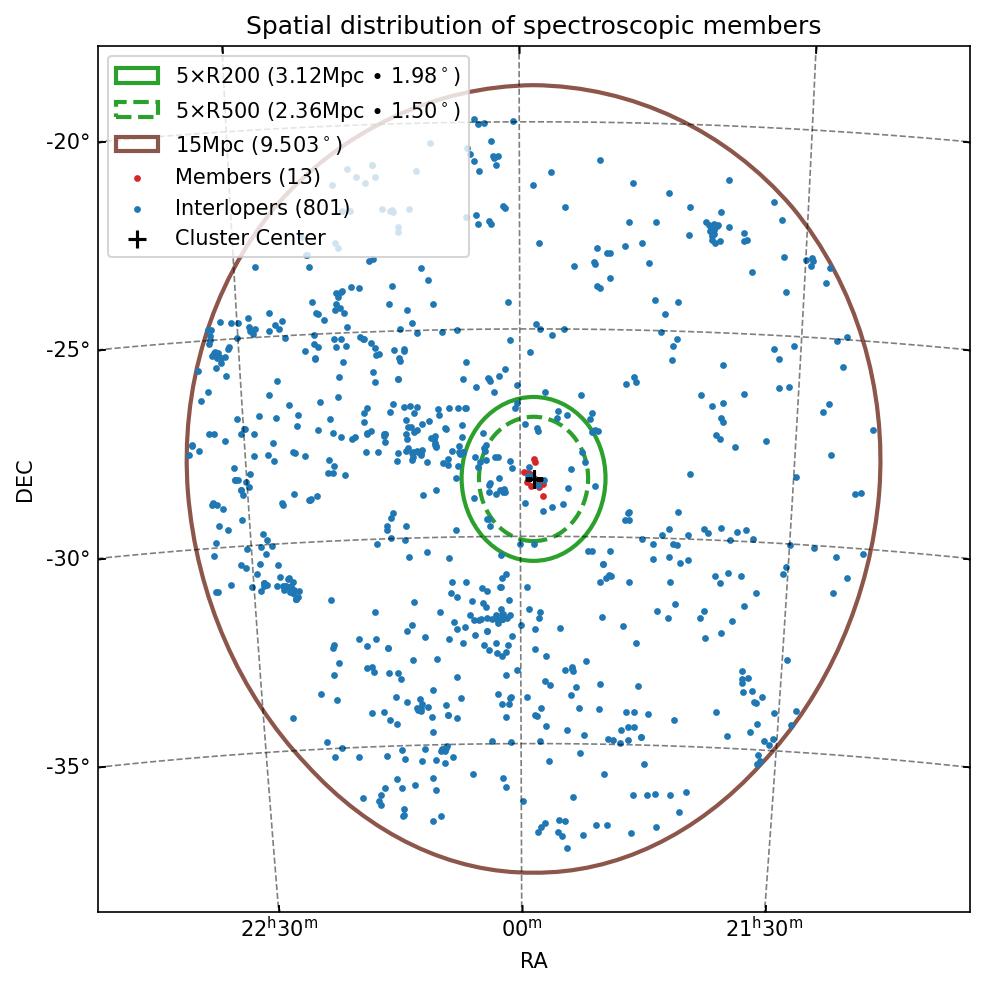 Spatial distribution of spectroscopic members
5×R200 (3.12Mpc • 1.98°)
5×R500 (2.36Mpc • 1.50°)
15Mpc (9.503°)
Members (13)
Interlopers (801)
Cluster Center
-20°
-25°
-30°
-35°
DEC
22ʰ30ᵐ 00ᵐ 21ʰ30ᵐ
RA